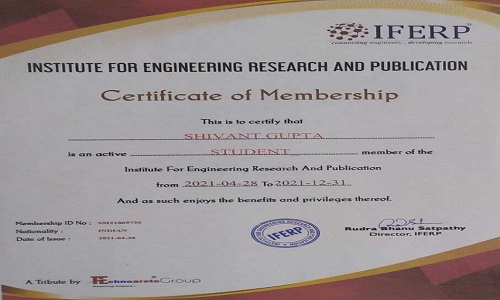 IFERP
connecting engineers... developing research
INSTITUTE FOR ENGINEERING RESEARCH AND PUBLICATION
Certificate of Membership
This is to certify that
SHIVANT GUPTA
is an active STUDENT member of the
Institute For Engineering Research And Publication
from 2021-04-28 To 2021-12-31
And as such enjoys the benefits and privileges thereof.
Membership ID No :
Nationality : INDIAN
Date of Issue : 2021-04-28
IFERP
Rudra Bhanu Satpathy
Director, IFERP
A Tribute by Technoarete Group